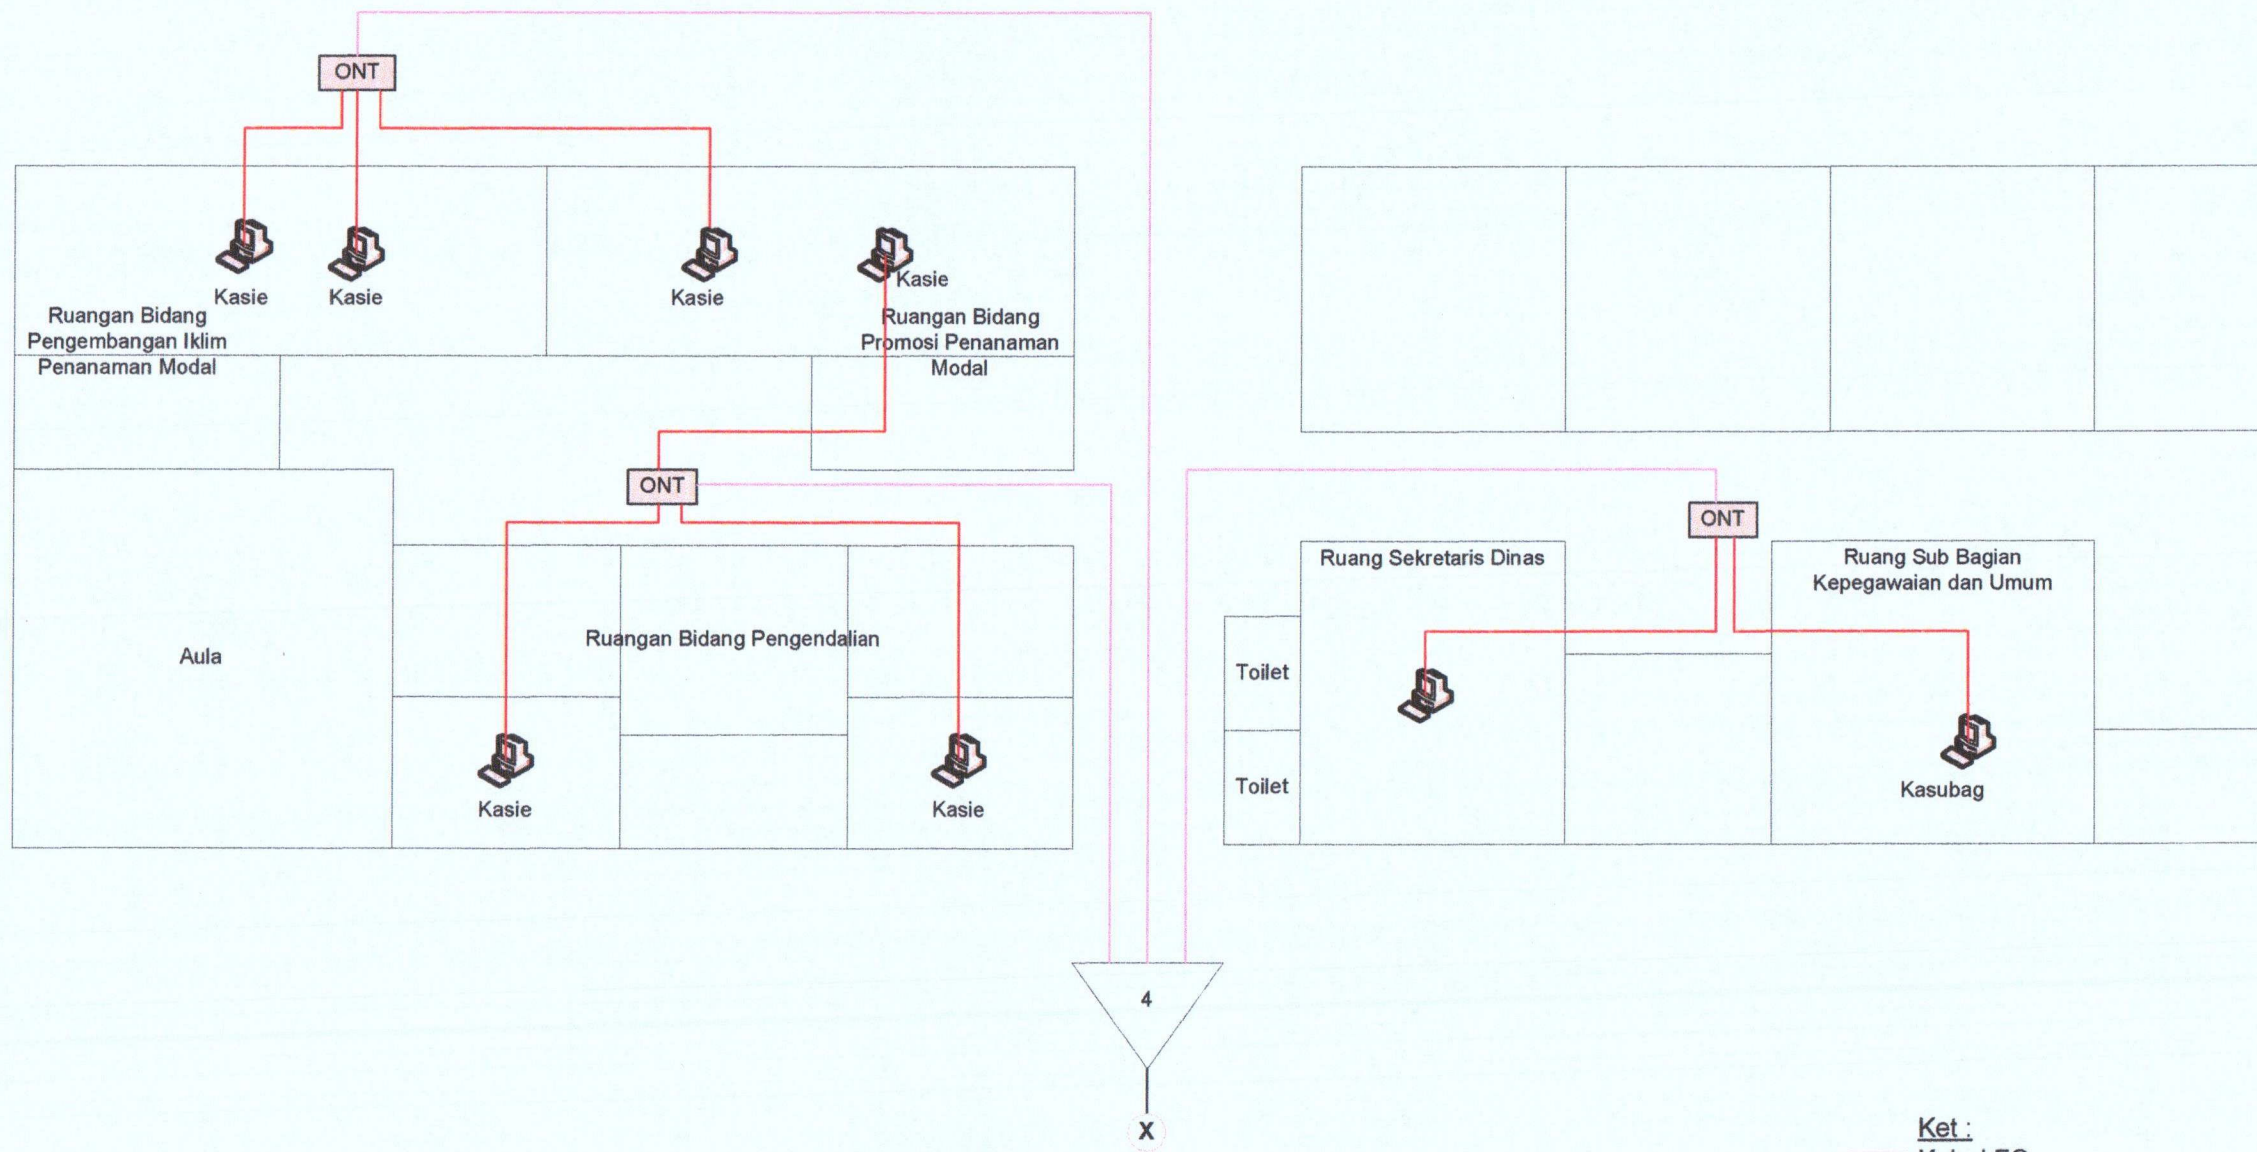 ONT
Kasie
Kasie
Kasie
Kasie
Ruangan Bidang
Pengembangan Iklim
Penanaman Modal
Ruangan Bidang
Promosi Penanaman
Modal
ONT
ONT
Ruang Sekretaris Dinas
Ruang Sub Bagian
Kepegawaian dan Umum
Aula
Ruangan Bidang Pengendalian
Toilet
Toilet
Kasie
Kasie
Kasubag
4
X
Ket :